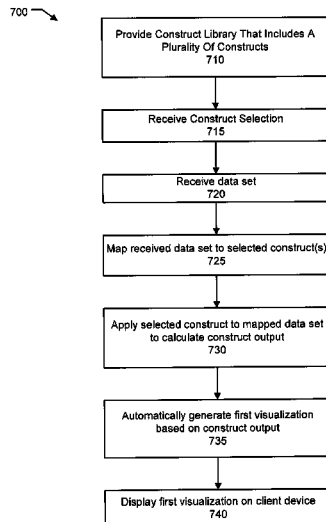 700
Provide Construct Library That Includes A
Plurality Of Constructs
710
Receive Construct Selection
715
Receive data set
720
Map received data set to selected construct(s)
725
Apply selected construct to mapped data set
to calculate construct output
730
Automatically generate first visualization
based on construct output
735
Display first visualization on client device
740